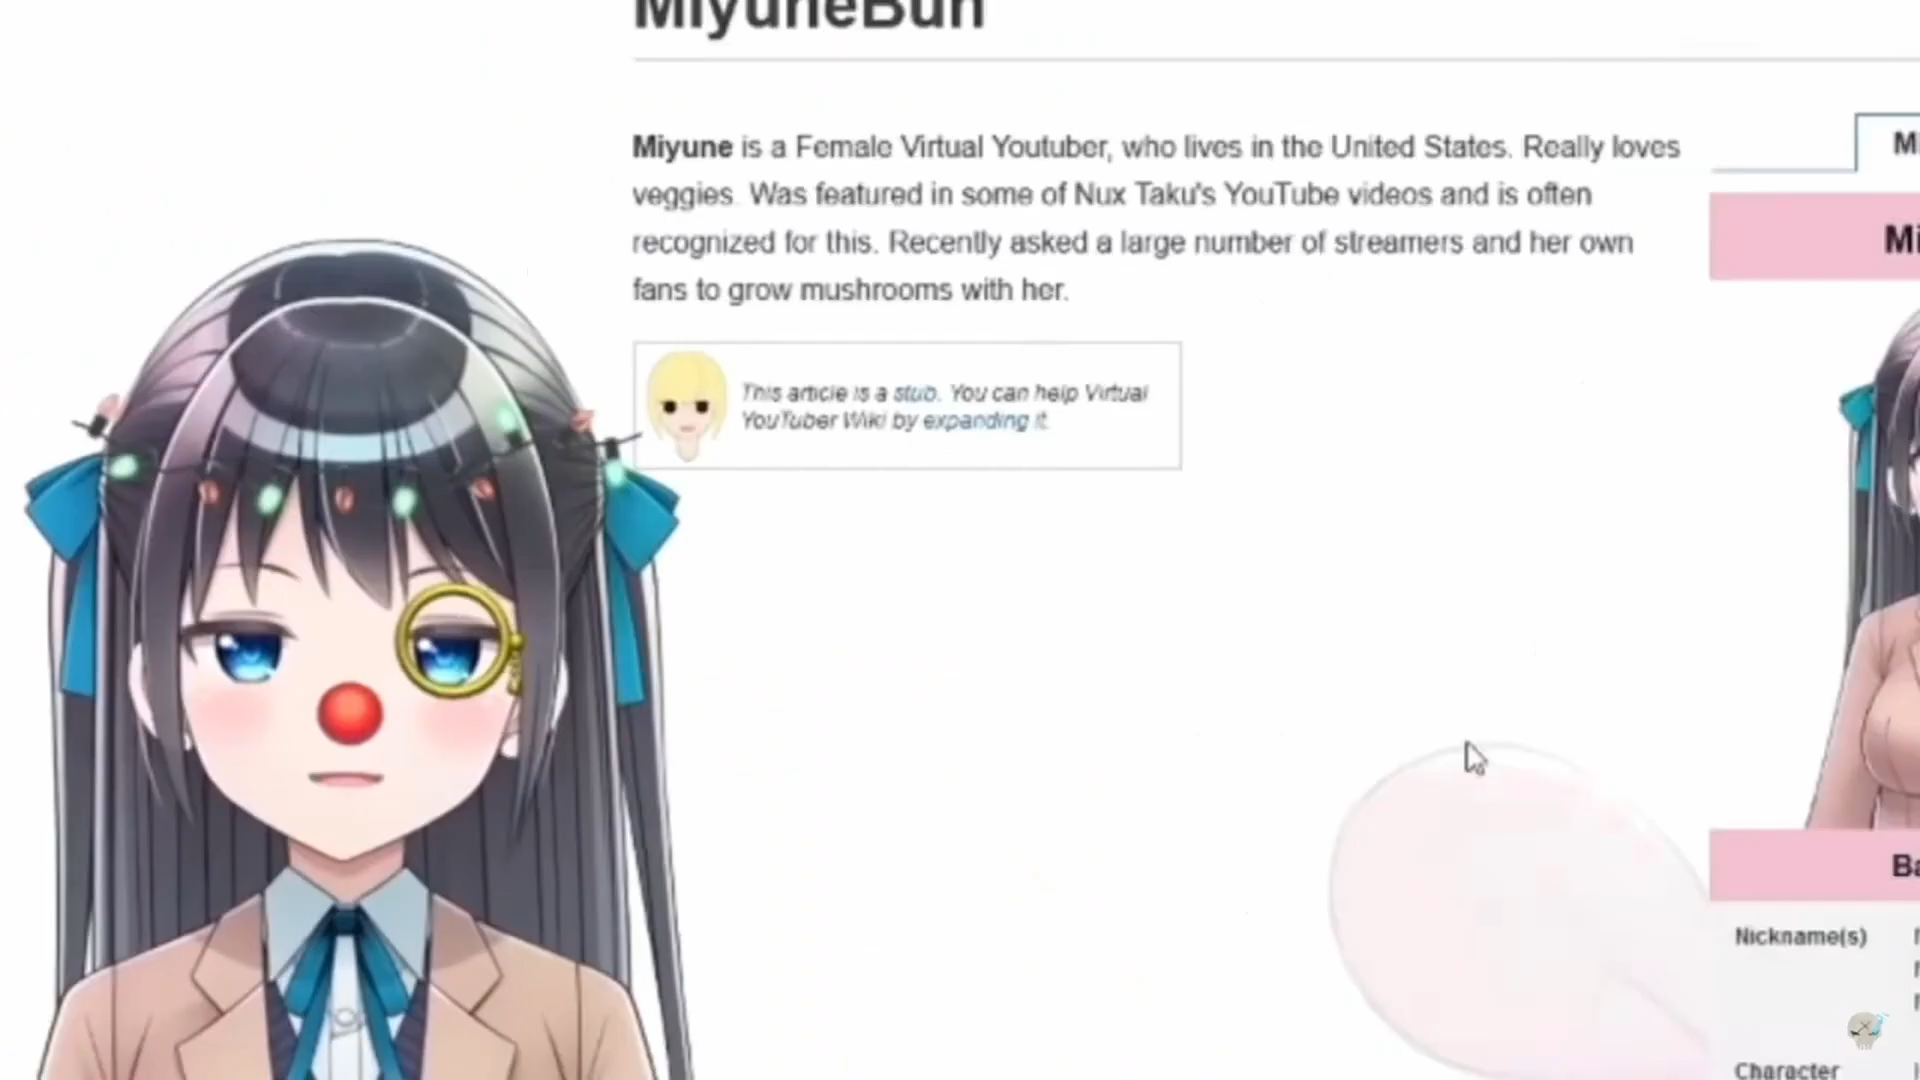 MiyuneBun
Miyune is a Female Virtual Youtuber, who lives in the United States. Really loves
veggies. Was featured in some of Nux Taku's YouTube videos and is often
recognized for this. Recently asked a large number of streamers and her own
fans to grow mushrooms with her.
This article is a stub. You can help Virtual
YouTuber Wiki by expanding it.
Mi
Mi
Ba
Nickname(s)
Character